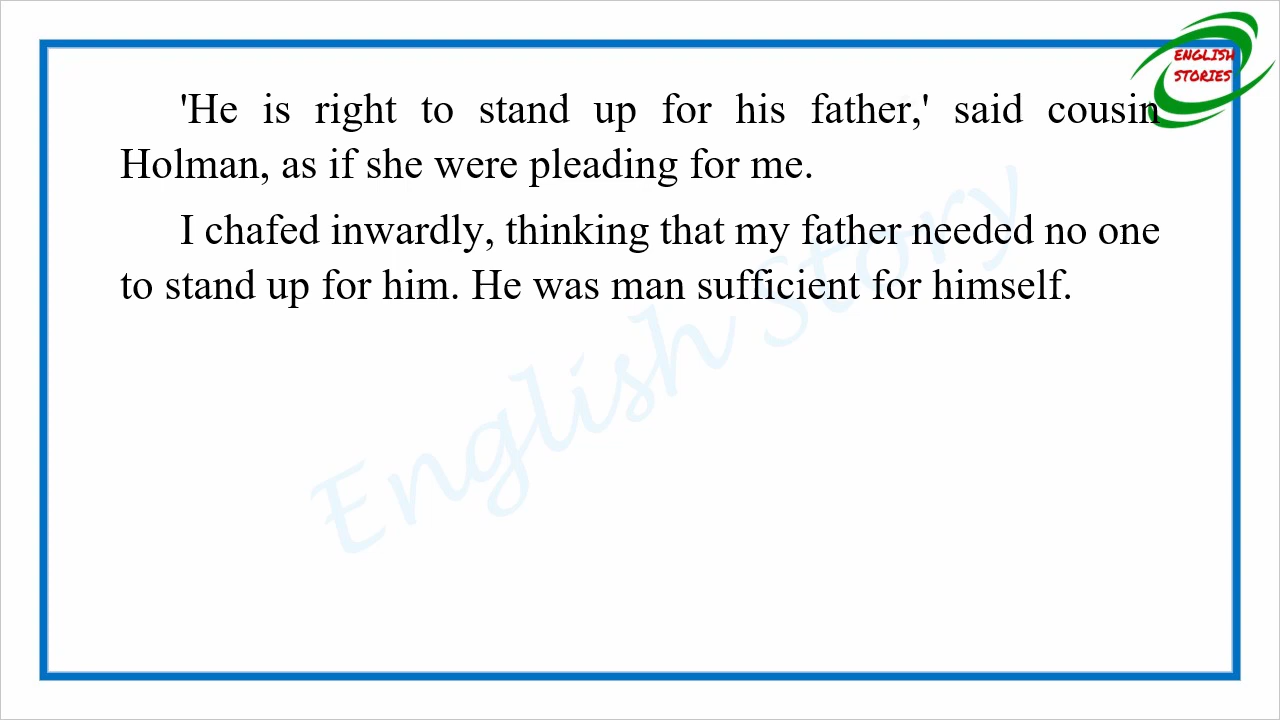 ENGLISH
STORIES
'He is right to stand up for his father,' said cousin
Holman, as if she were pleading for me.
I chafed inwardly, thinking that my father needed no one
to stand up for him. He was man sufficient for himself.
English Story